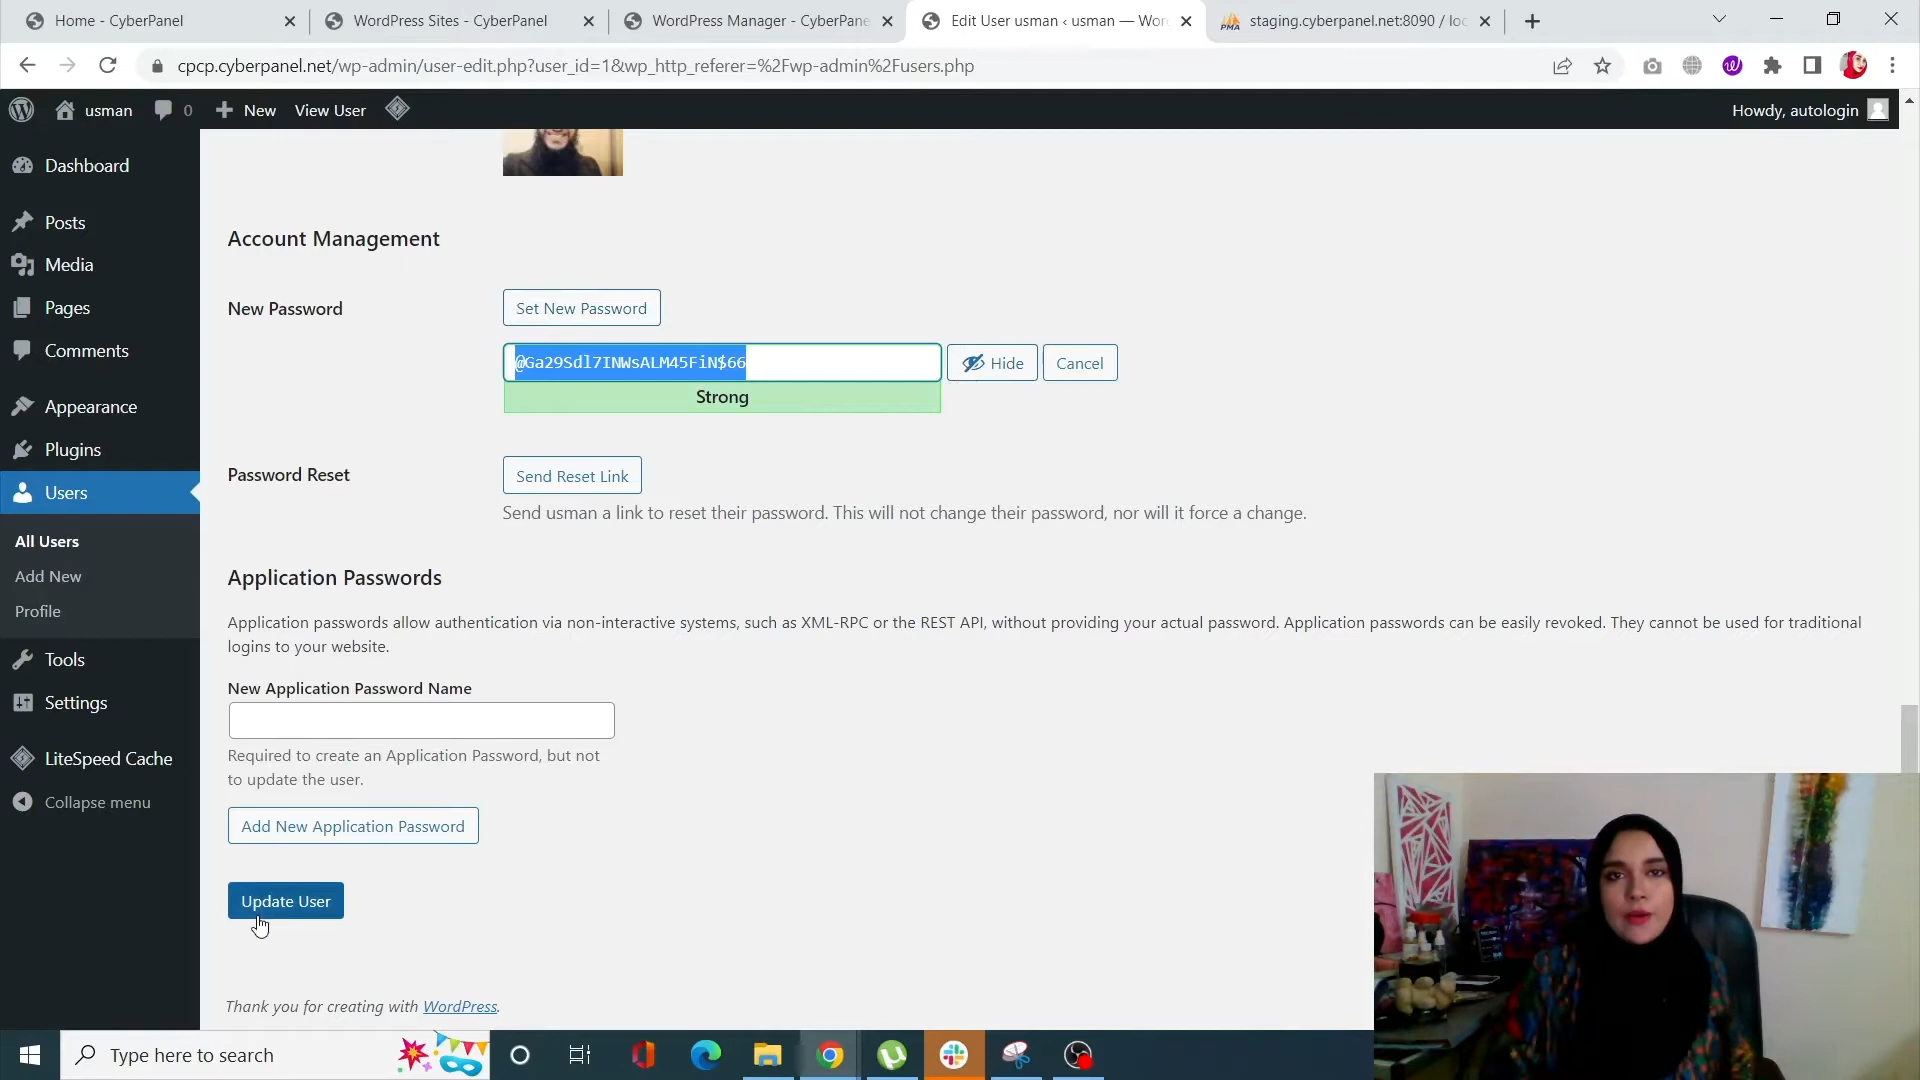 Home - CyberPanel
WordPress Sites - CyberPanel
WordPress Manager - CyberPane
Edit User usman ‹ usman — Wor
staging.cyberpanel.net:8090 / loc
cpcp.cyberpanel.net/wp-admin/user-edit.php?user_id=1&wp_http_referer=%2Fwp-admin%2Fusers.php
usman
0
New
View User
Howdy, autologin
Dashboard
Posts
Media
Pages
Comments
Appearance
Plugins
Users
All Users
Add New
Profile
Tools
Settings
LiteSpeed Cache
Collapse menu
Account Management
New Password
Set New Password
@Ga29Sdl7INWsALM45FiN$66
Hide
Cancel
Strong
Password Reset
Send Reset Link
Send usman a link to reset their password. This will not change their password, nor will it force a change.
Application Passwords
Application passwords allow authentication via non-interactive systems, such as XML-RPC or the REST API, without providing your actual password. Application passwords can be easily revoked. They cannot be used for traditional
logins to your website.
New Application Password Name
Required to create an Application Password, but not
to update the user.
Add New Application Password
Update User
Thank you for creating with WordPress.
Type here to search